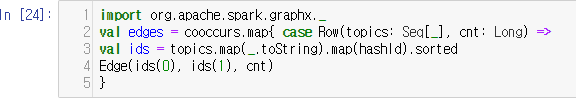 In [24]:
1 import org.apache.spark.graphx._
2 val edges = cooccurs.map{ case Row(topics: Seq[_], cnt: Long) =>
3 val ids = topics.map(_.toString).map(hashId).sorted
4 Edge(ids(0), ids(1), cnt)
5 }